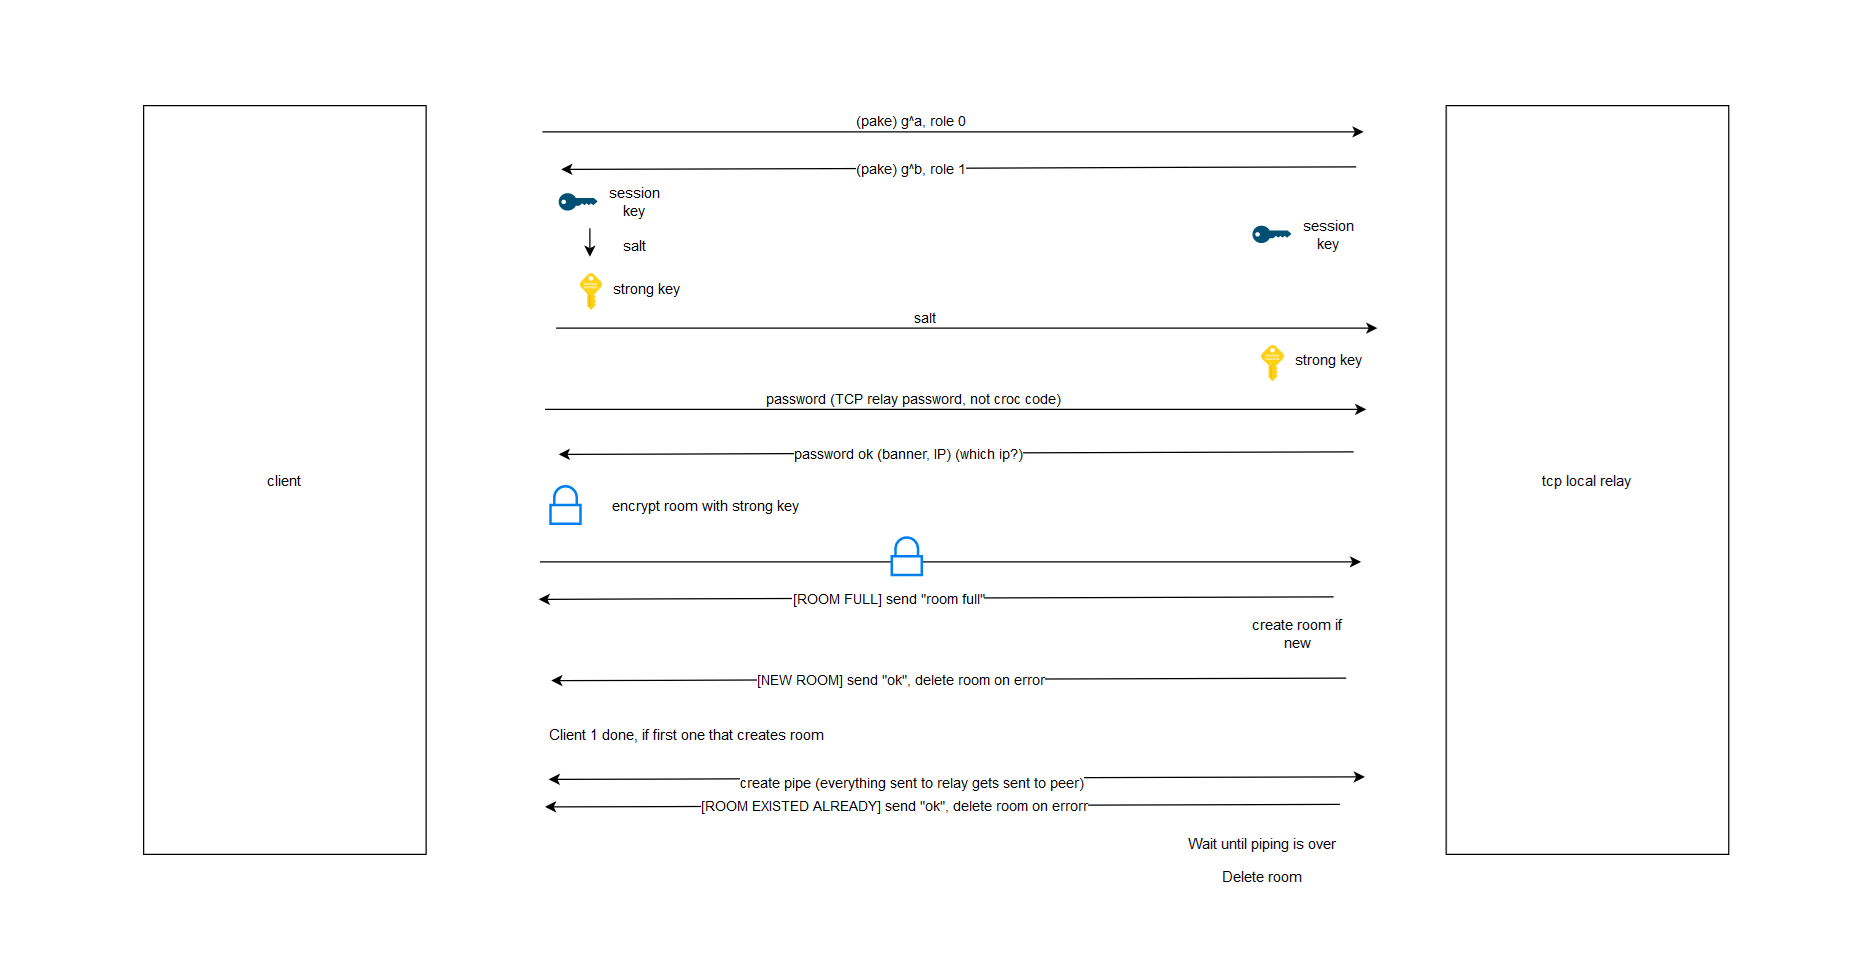 (pake) g^a, role 0
(pake) g^b, role 1
session
key
salt
session
key
strong key
salt
strong key
password (TCP relay password, not croc code)
password ok (banner, IP) (which ip?)
client
tcp local relay
encrypt room with strong key
[ROOM FULL] send "room full"
create room if
new
[NEW ROOM] send "ok", delete room on error
Client 1 done, if first one that creates room
create pipe (everything sent to relay gets sent to peer)
[ROOM EXISTED ALREADY] send "ok", delete room on errorr
Wait until piping is over
Delete room